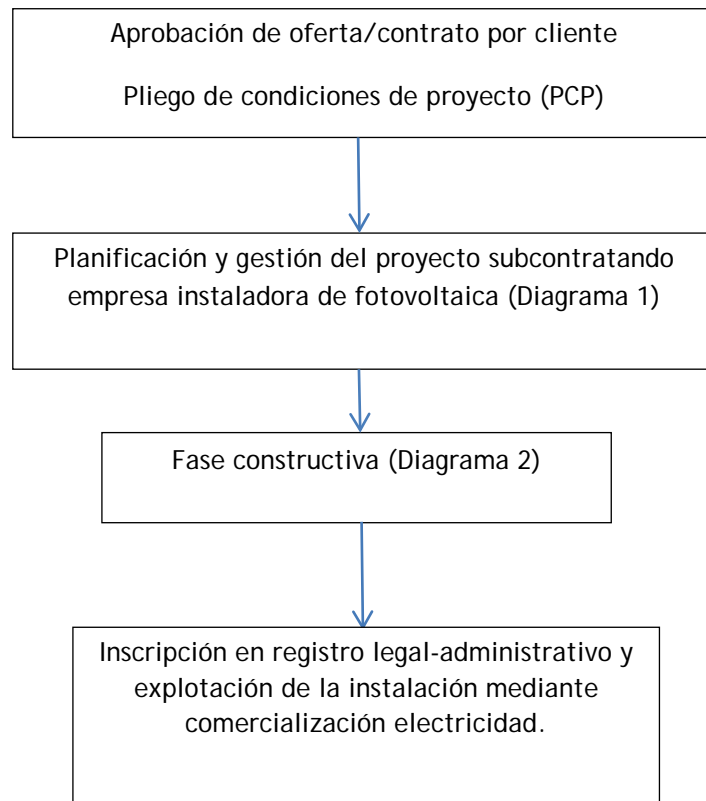 Aprobación de oferta/contrato por cliente
Pliego de condiciones de proyecto (PCP)
Planificación y gestión del proyecto subcontratando
empresa instaladora de fotovoltaica (Diagrama 1)
Fase constructiva (Diagrama 2)
Inscripción en registro legal-administrativo y
explotación de la instalación mediante
comercialización electricidad.